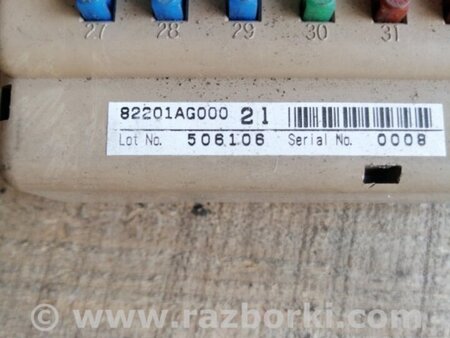 27 28 29 30 31
82201AG000 21
Lot No. 506106 Serial No. 0008
© www.razborki.com